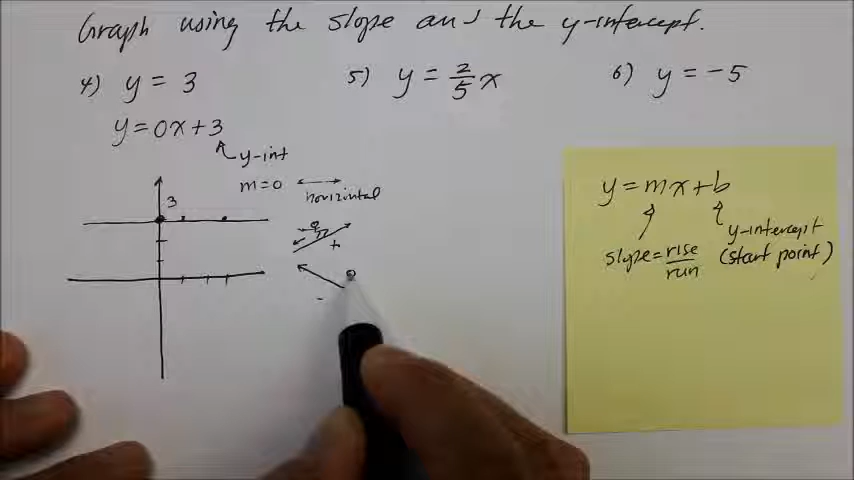 Graph using the slope and the y-intercept.
4) y = 3
5) y = 2/5 x
6) y = -5
y = 0x + 3
y-int
m = 0
horizontal
3
+
-
y = mx + b
slope = rise/run
y-intercept
(start point)